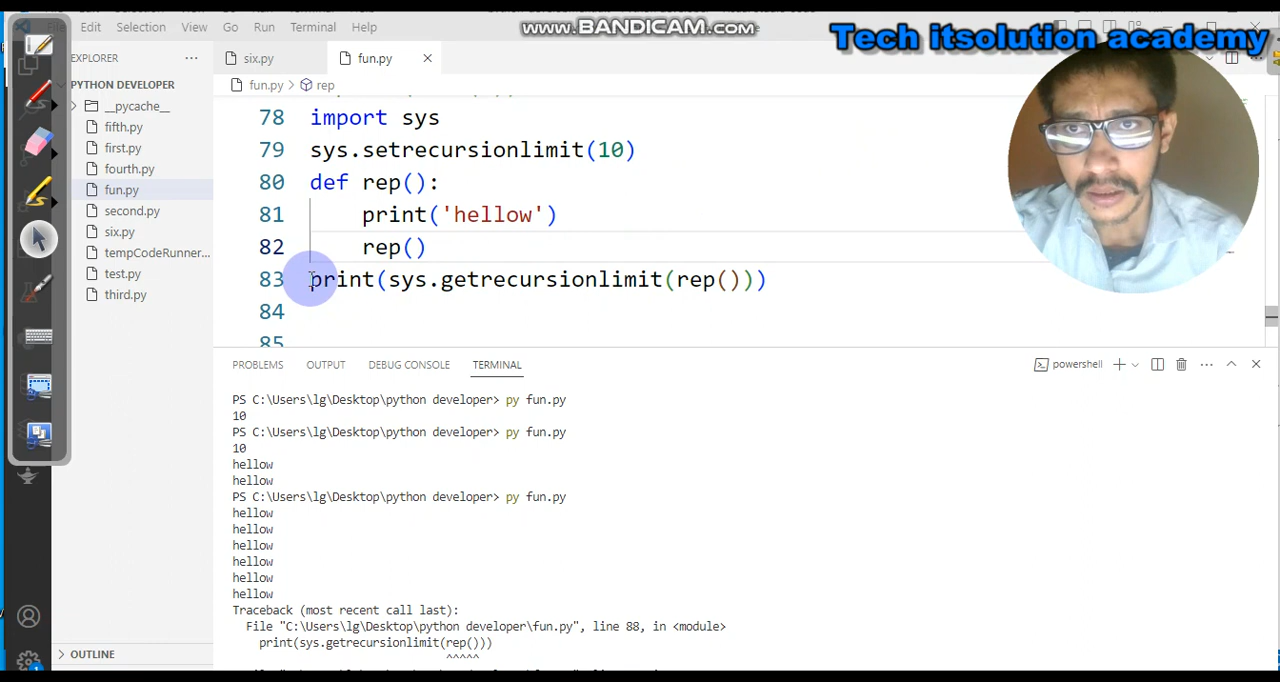 www.BANDICAM.com
Tech itsolution academy
File Edit Selection View Go Run Terminal Help
EXPLORER
six.py
fun.py
PYTHON DEVELOPER
fun.py > rep
__pycache__
fifth.py
first.py
fourth.py
fun.py
second.py
six.py
tempCodeRunner...
test.py
third.py
78 import sys
79 sys.setrecursionlimit(10)
80 def rep():
81 print('hellow')
82 rep()
83 print(sys.getrecursionlimit(rep()))
84
85
PROBLEMS OUTPUT DEBUG CONSOLE TERMINAL
powershell
PS C:\Users\lg\Desktop\python developer> py fun.py
10
PS C:\Users\lg\Desktop\python developer> py fun.py
10
hellow
hellow
PS C:\Users\lg\Desktop\python developer> py fun.py
hellow
hellow
hellow
hellow
hellow
hellow
Traceback (most recent call last):
File "C:\Users\lg\Desktop\python developer\fun.py", line 88, in <module>
print(sys.getrecursionlimit(rep()))
^^^^^
OUTLINE